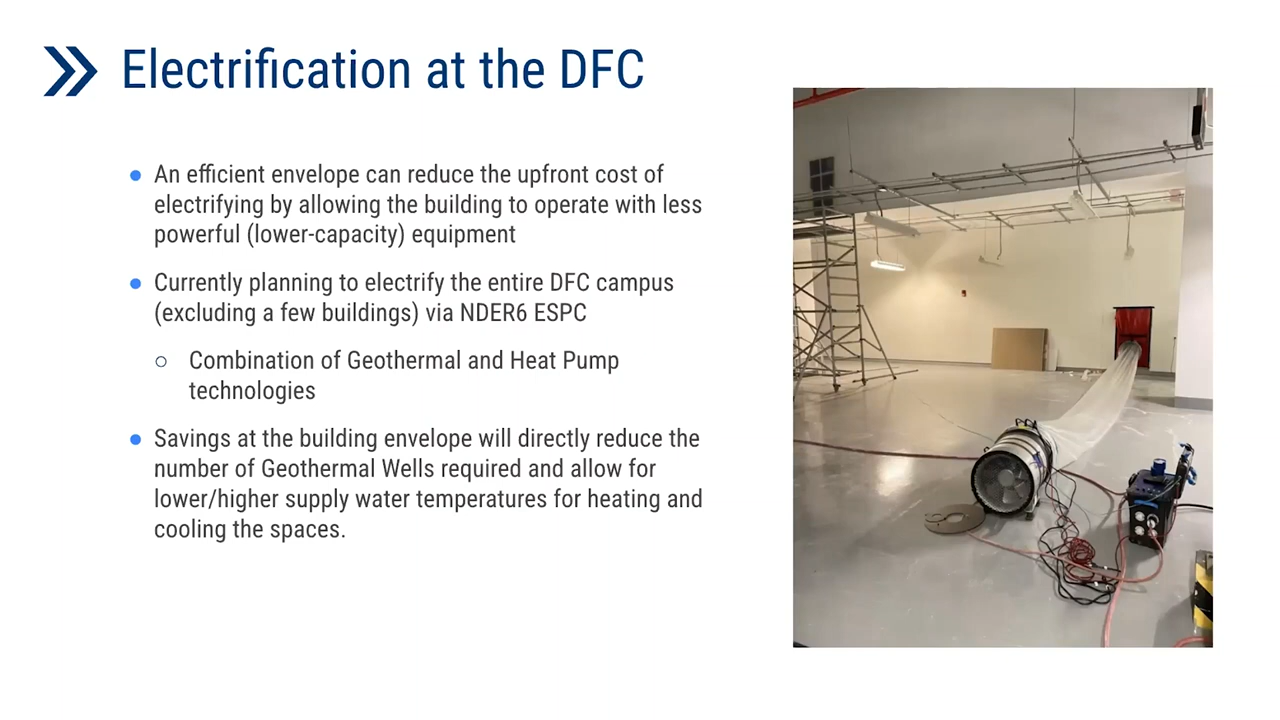 Electrification at the DFC
● An efficient envelope can reduce the upfront cost of
electrifying by allowing the building to operate with less
powerful (lower-capacity) equipment
● Currently planning to electrify the entire DFC campus
(excluding a few buildings) via NDER6 ESPC
○ Combination of Geothermal and Heat Pump
technologies
● Savings at the building envelope will directly reduce the
number of Geothermal Wells required and allow for
lower/higher supply water temperatures for heating and
cooling the spaces.